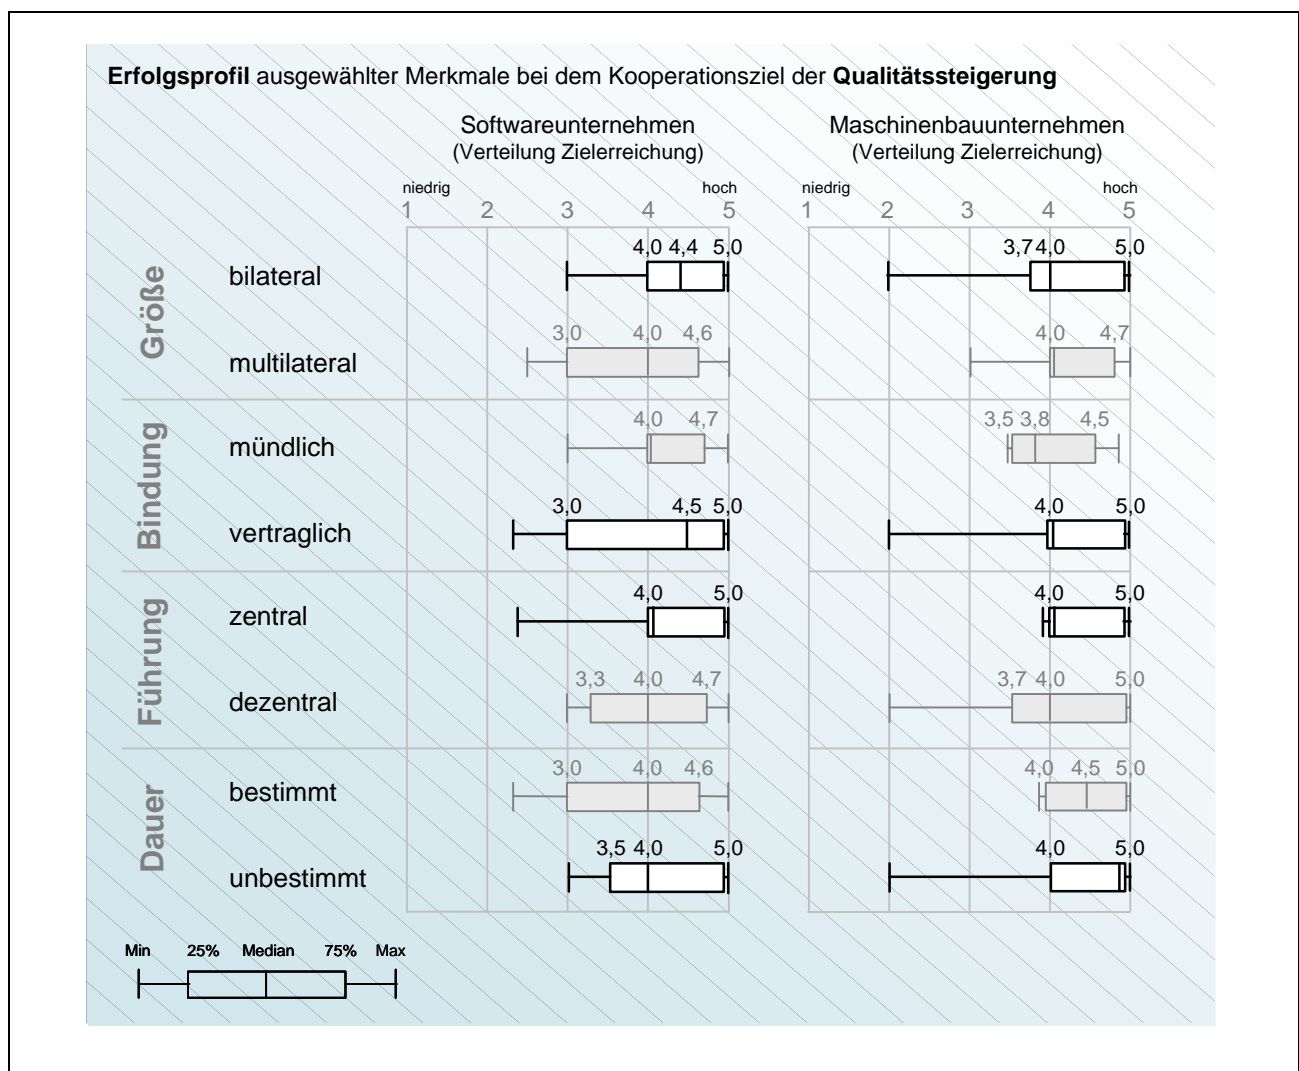 Erfolgsprofil ausgewählter Merkmale bei dem Kooperationsziel der Qualitätssteigerung
Softwareunternehmen
(Verteilung Zielerreichung)
Maschinenbauunternehmen
(Verteilung Zielerreichung)
niedrig hoch niedrig hoch
1 2 3 4 5 1 2 3 4 5
Größe
bilateral 4,0 4,4 5,0 3,7 4,0 5,0
multilateral 3,0 4,0 4,6 4,0 4,7
Bindung
mündlich 4,0 4,7 3,5 3,8 4,5
vertraglich 3,0 4,5 5,0 4,0 5,0
Führung
zentral 4,0 5,0 4,0 5,0
dezentral 3,3 4,0 4,7 3,7 4,0 5,0
Dauer
bestimmt 3,0 4,0 4,6 4,0 4,5 5,0
unbestimmt 3,5 4,0 5,0 4,0 5,0
Min 25% Median 75% Max